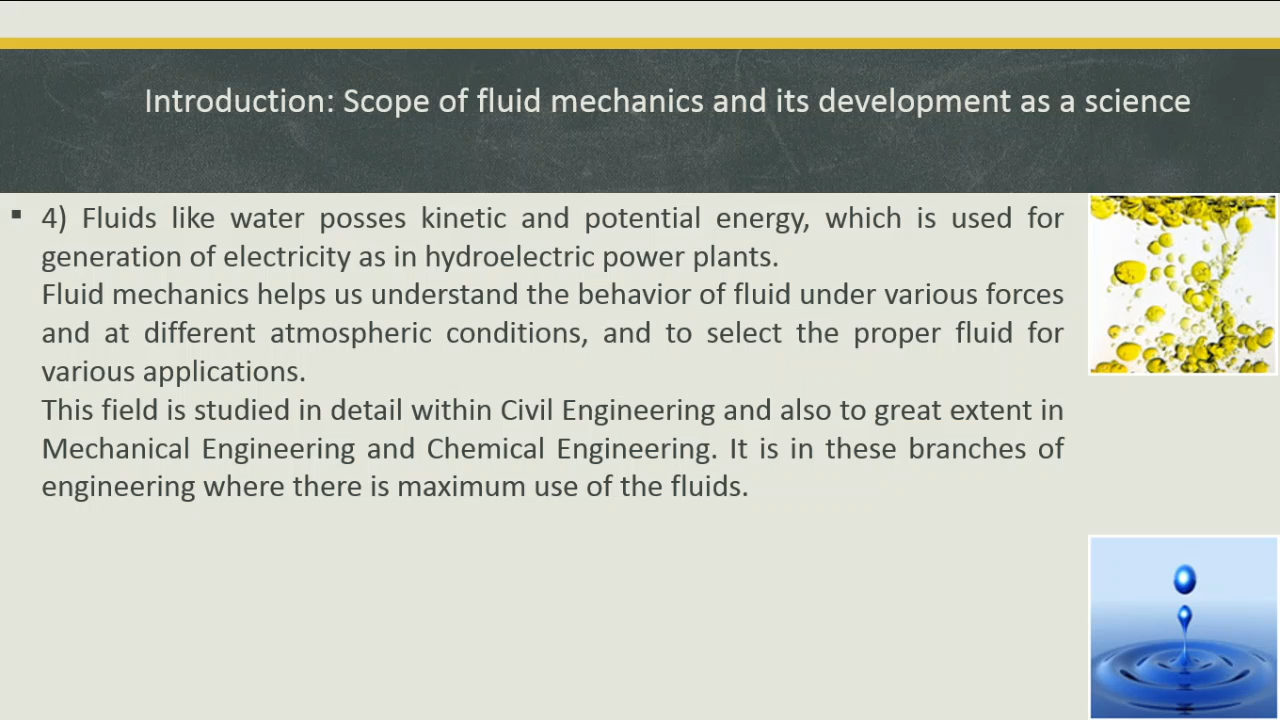 Introduction: Scope of fluid mechanics and its development as a science
▪ 4) Fluids like water posses kinetic and potential energy, which is used for
generation of electricity as in hydroelectric power plants.
Fluid mechanics helps us understand the behavior of fluid under various forces
and at different atmospheric conditions, and to select the proper fluid for
various applications.
This field is studied in detail within Civil Engineering and also to great extent in
Mechanical Engineering and Chemical Engineering. It is in these branches of
engineering where there is maximum use of the fluids.